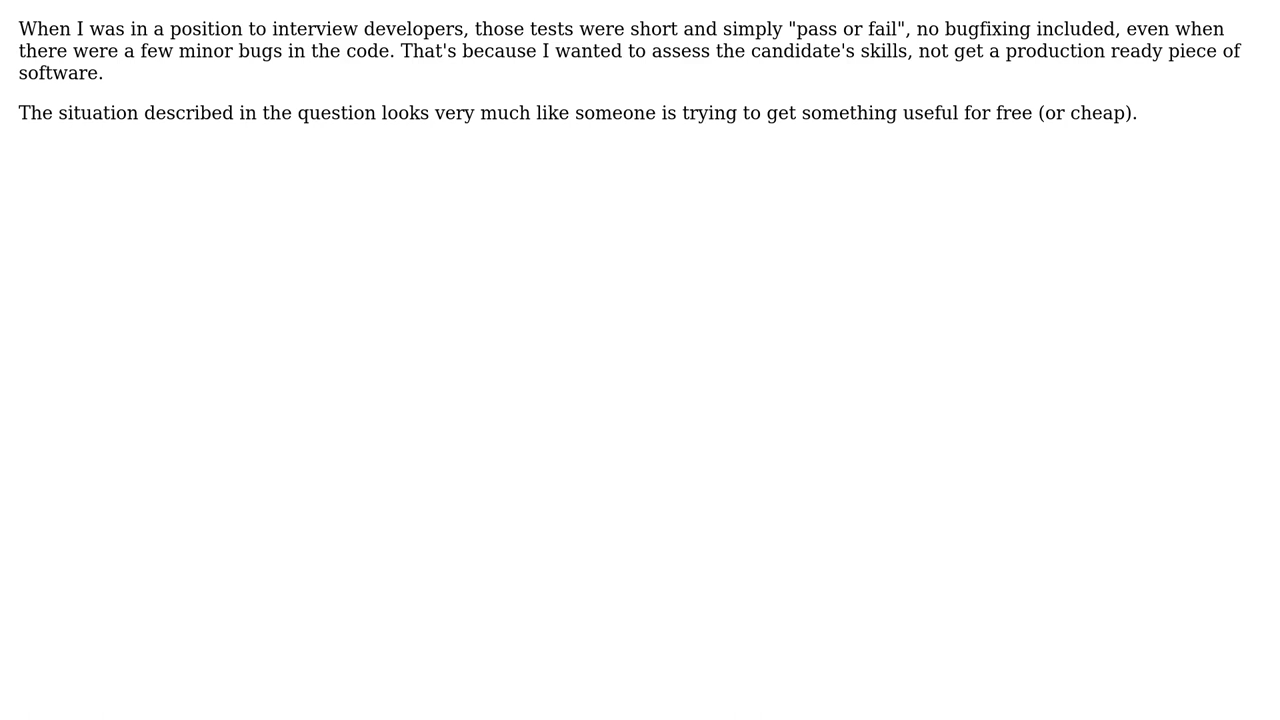 When I was in a position to interview developers, those tests were short and simply "pass or fail", no bugfixing included, even when
there were a few minor bugs in the code. That's because I wanted to assess the candidate's skills, not get a production ready piece of
software.
The situation described in the question looks very much like someone is trying to get something useful for free (or cheap).